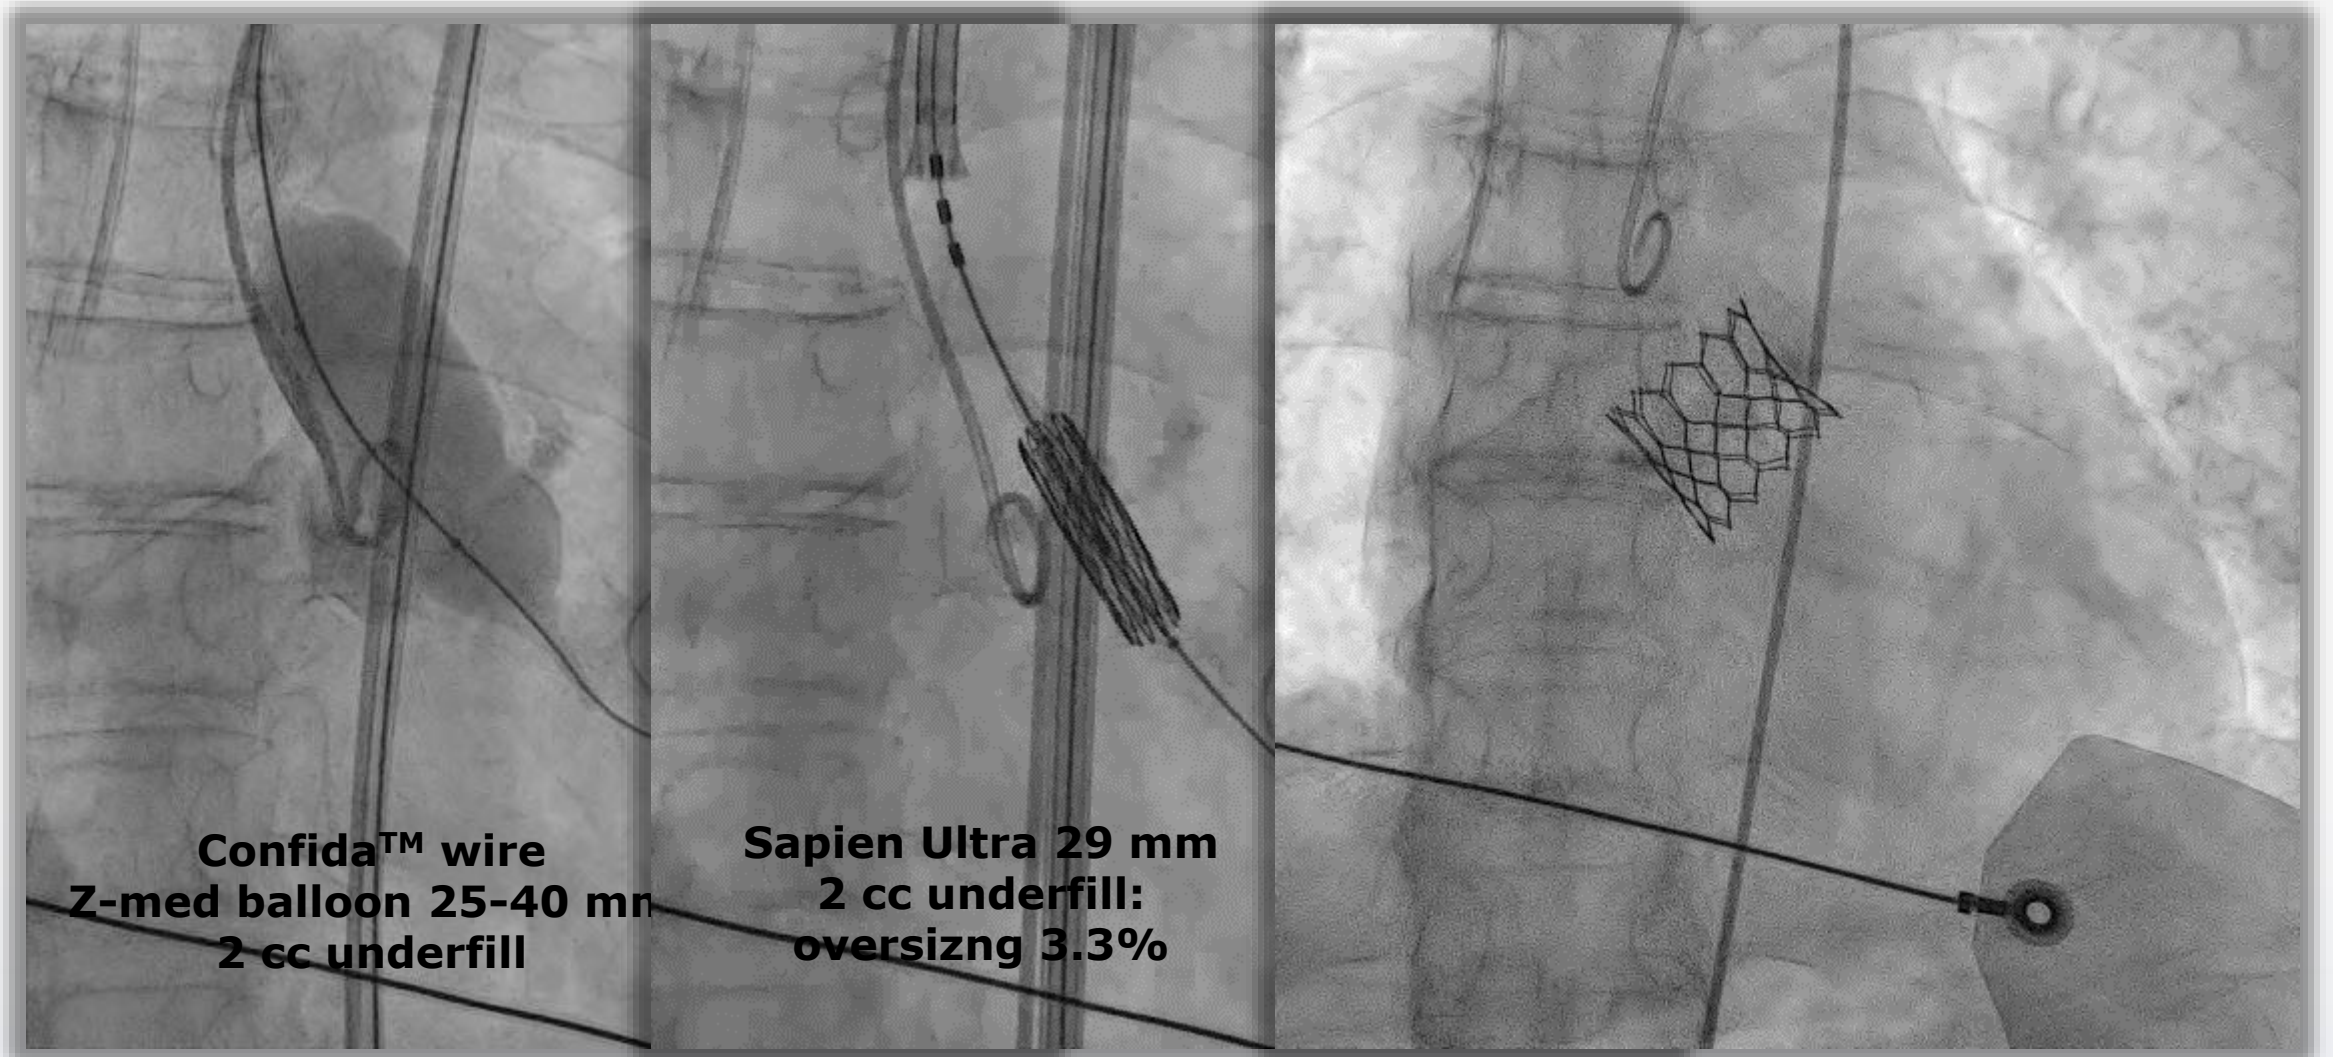 Confida™ wire
Z-med balloon 25-40 mm
2 cc underfill
Sapien Ultra 29 mm
2 cc underfill:
oversizng 3.3%